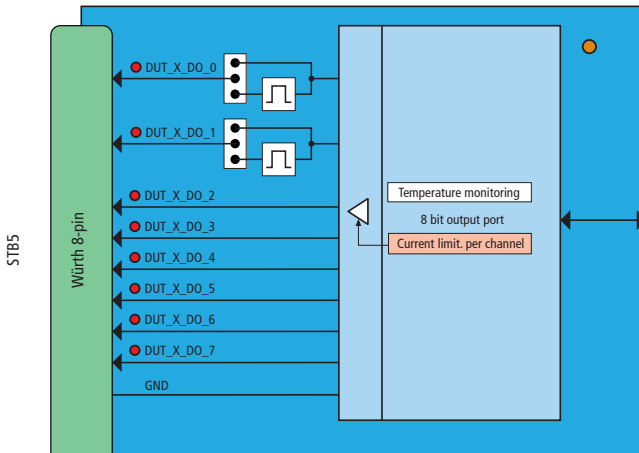 STB5
Würth 8-pin
DUT_X_DO_0
DUT_X_DO_1
DUT_X_DO_2
DUT_X_DO_3
DUT_X_DO_4
DUT_X_DO_5
DUT_X_DO_6
DUT_X_DO_7
GND
Temperature monitoring
8 bit output port
Current limit. per channel